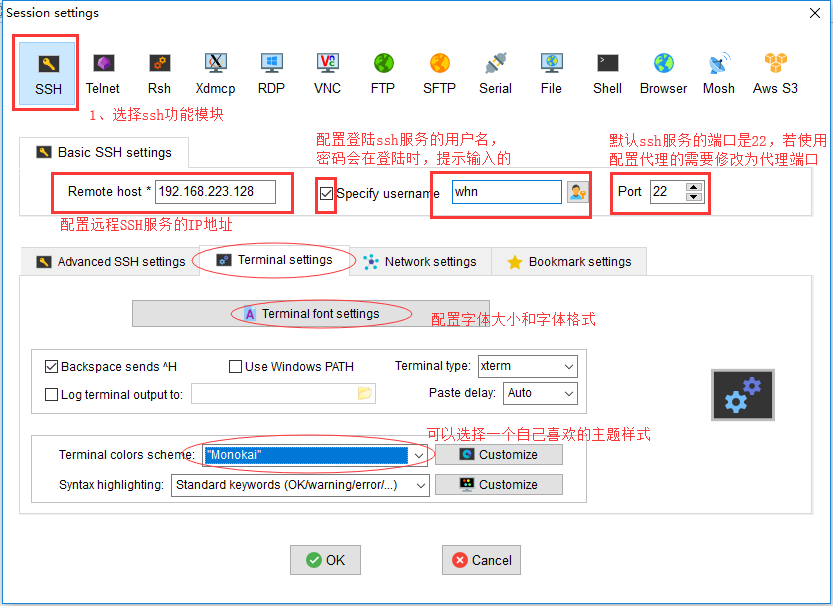 Session settings
SSH
Telnet
Rsh
Xdmcp
RDP
VNC
FTP
SFTP
Serial
File
Shell
Browser
Mosh
Aws S3
1、选择ssh功能模块
Basic SSH settings
配置登陆ssh服务的用户名,
密码会在登陆时，提示输入的
默认ssh服务的端口是22，若使用
配置代理的需要修改为代理端口
Remote host * 192.168.223.128
Specify username whn
Port 22
配置远程SSH服务的IP地址
Advanced SSH settings
Terminal settings
Network settings
Bookmark settings
Terminal font settings
配置字体大小和字体格式
Backspace sends ^H
Use Windows PATH
Terminal type: xterm
Log terminal output to:
Paste delay: Auto
可以选择一个自己喜欢的主题样式
Terminal colors scheme: "Monokai"
Customize
Syntax highlighting: Standard keywords (OK/warning/error/...)
Customize
OK
Cancel